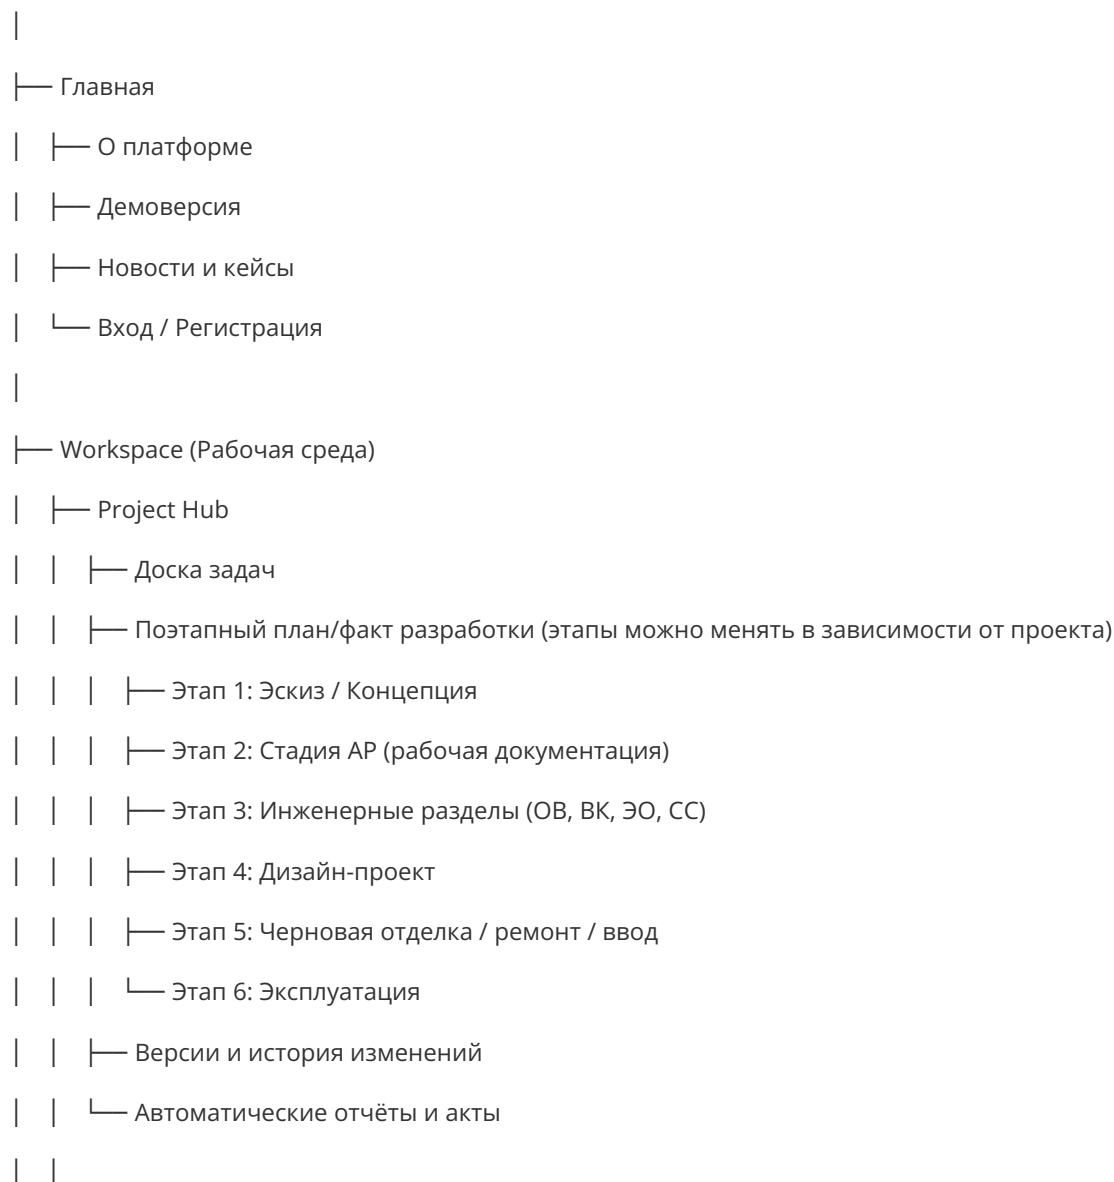 │
├── Главная
│ ├── О платформе
│ ├── Демоверсия
│ ├── Новости и кейсы
│ └── Вход / Регистрация
│
├── Workspace (Рабочая среда)
│ ├── Project Hub
│ │ ├── Доска задач
│ │ ├── Поэтапный план/факт разработки (этапы можно менять в зависимости от проекта)
│ │ │ ├── Этап 1: Эскиз / Концепция
│ │ │ ├── Этап 2: Стадия АР (рабочая документация)
│ │ │ ├── Этап 3: Инженерные разделы (ОВ, ВК, ЭО, СС)
│ │ │ ├── Этап 4: Дизайн-проект
│ │ │ ├── Этап 5: Черновая отделка / ремонт / ввод
│ │ │ └── Этап 6: Эксплуатация
│ │ ├── Версии и история изменений
│ │ └── Автоматические отчёты и акты
│ │